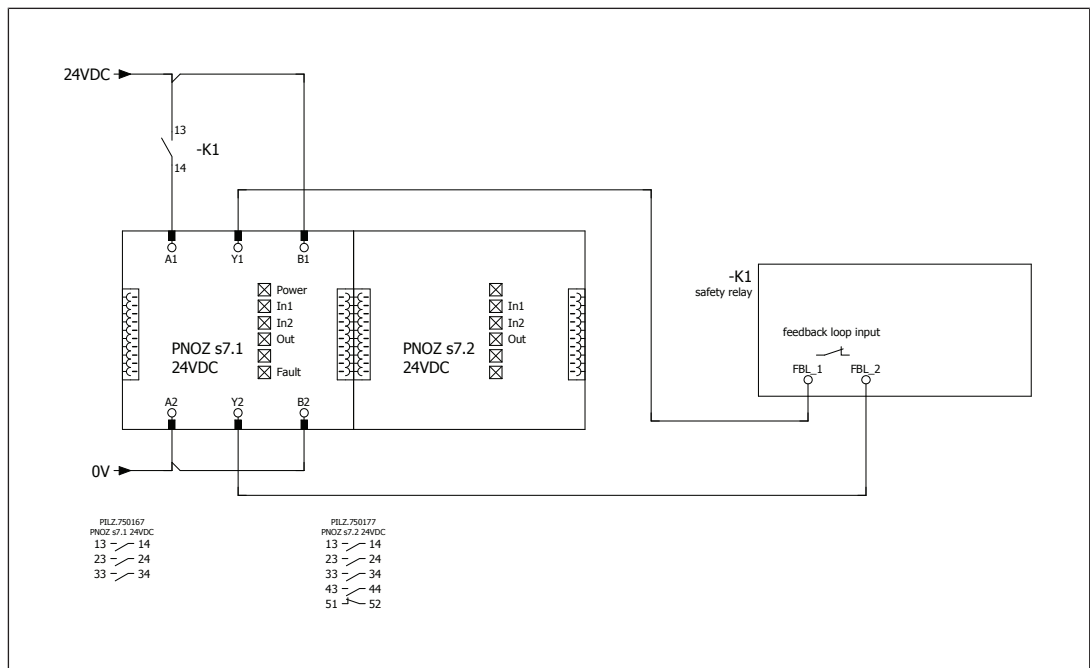 24VDC
13
-K1
14
A1 Y1 B1
-K1
safety relay
Power
In1 In1
In2 In2
Out Out
feedback loop input
PNOZ s7.1 PNOZ s7.2
24VDC 24VDC
Fault
FBL_1 FBL_2
A2 Y2 B2
0V
PILZ.750167 PILZ.750177
PNOZ s7.1 24VDC PNOZ s7.2 24VDC
13 14 13 14
23 24 23 24
33 34 33 34
43 44
51 52